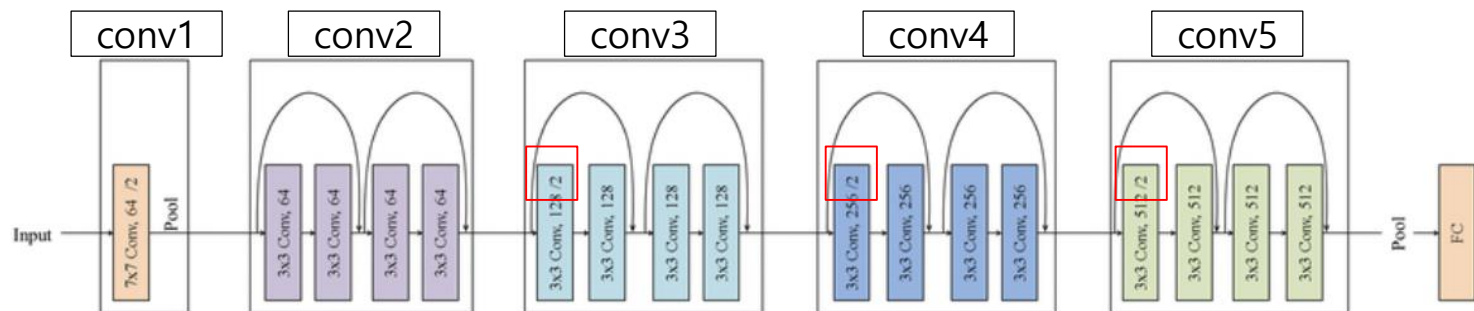 conv1
conv2
conv3
conv4
conv5
Input
7x7 Conv, 64 /2
Pool
3x3 Conv, 64
3x3 Conv, 64
3x3 Conv, 64
3x3 Conv, 64
3x3 Conv, 128 /2
3x3 Conv, 128
3x3 Conv, 128
3x3 Conv, 128
3x3 Conv, 256 /2
3x3 Conv, 256
3x3 Conv, 256
3x3 Conv, 256
3x3 Conv, 512 /2
3x3 Conv, 512
3x3 Conv, 512
3x3 Conv, 512
Pool
FC